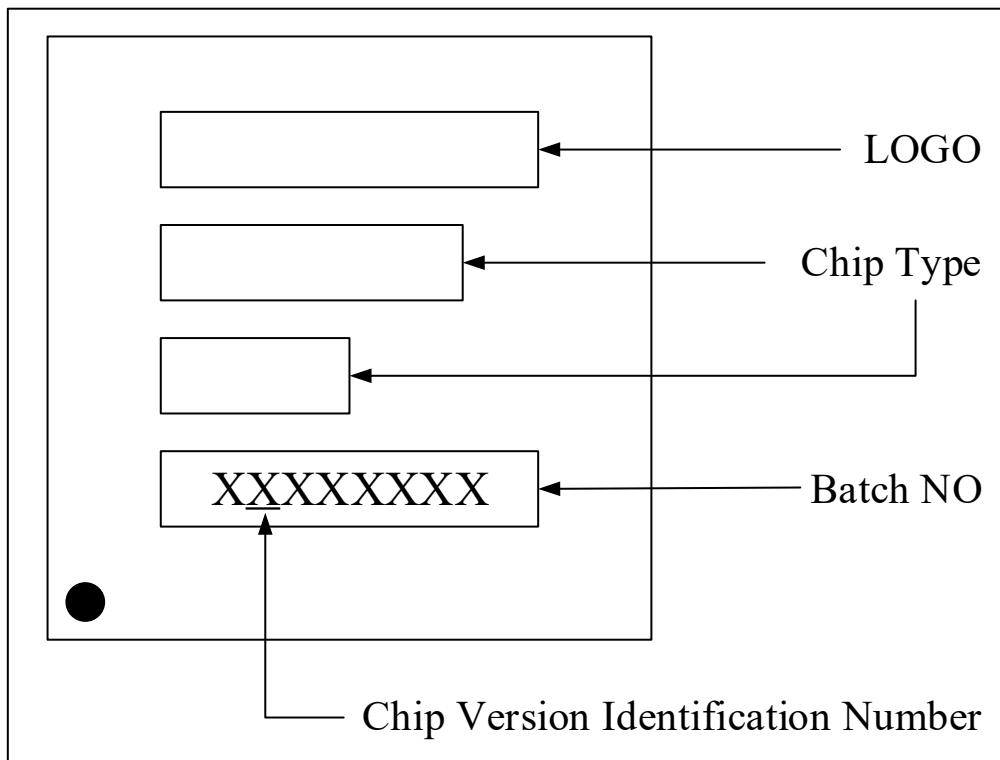 LOGO
Chip Type
XXXXXXXX
Batch NO
Chip Version Identification Number